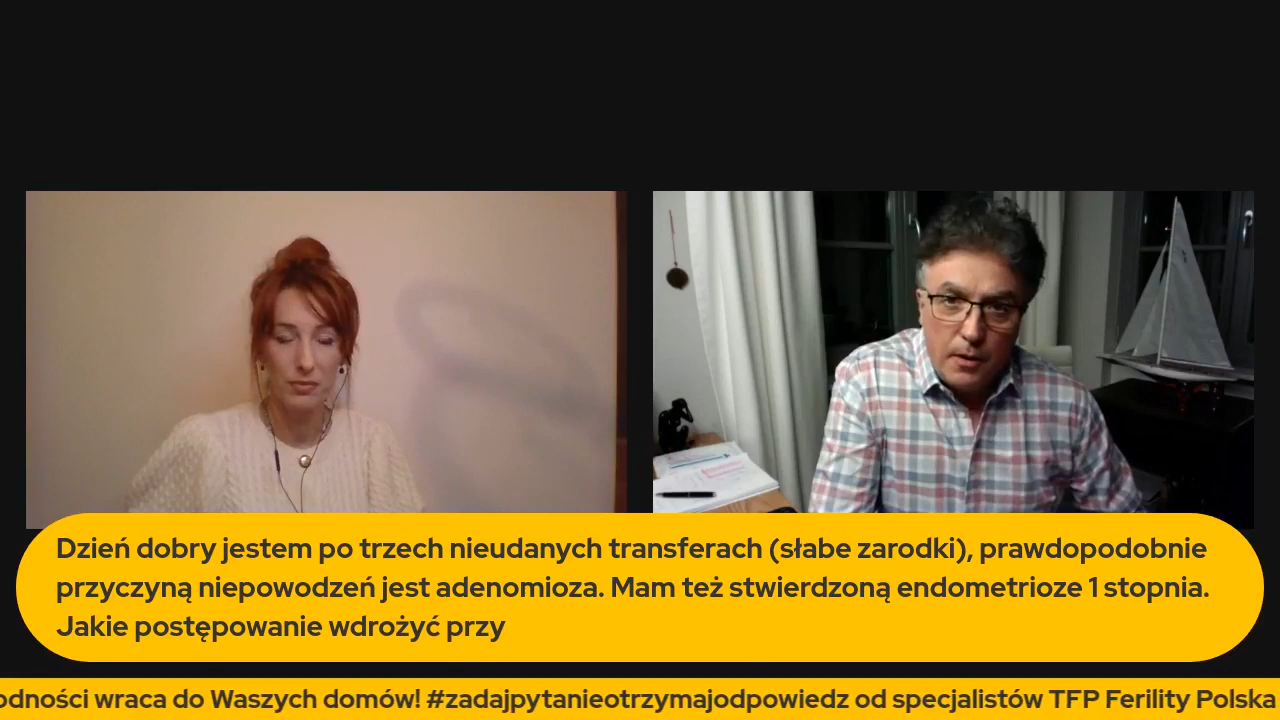 Dzień dobry jestem po trzech nieudanych transferach (słabe zarodki), prawdopodobnie
przyczyną niepowodzeń jest adenomioza. Mam też stwierdzoną endometrioze 1 stopnia.
Jakie postępowanie wdrożyć przy
odności wraca do Waszych domów! #zadajpytanieotrzymajodpowiedz od specjalistów TFP Ferility Polska